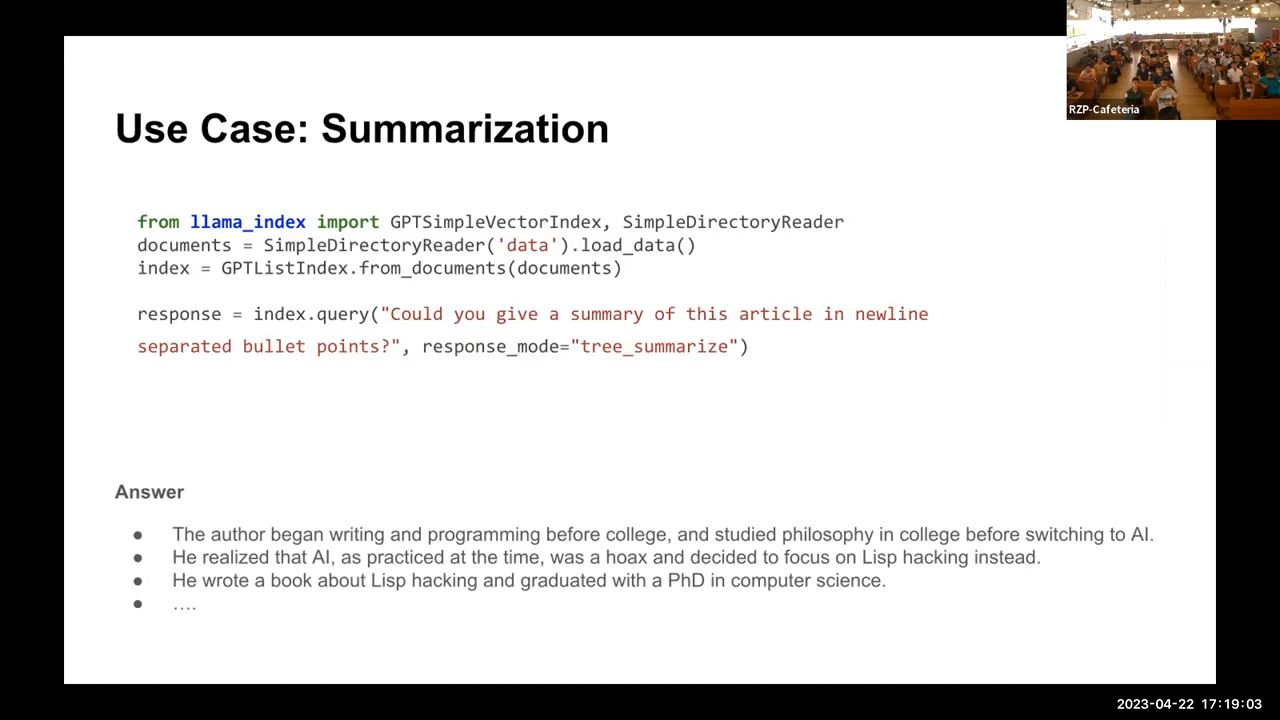 RZP-Cafeteria
Use Case: Summarization
from llama_index import GPTSimpleVectorIndex, SimpleDirectoryReader
documents = SimpleDirectoryReader('data').load_data()
index = GPTListIndex.from_documents(documents)
response = index.query("Could you give a summary of this article in newline
separated bullet points?", response_mode="tree_summarize")
Answer
● The author began writing and programming before college, and studied philosophy in college before switching to AI.
● He realized that AI, as practiced at the time, was a hoax and decided to focus on Lisp hacking instead.
● He wrote a book about Lisp hacking and graduated with a PhD in computer science.
● ….
2023-04-22 17:19:03